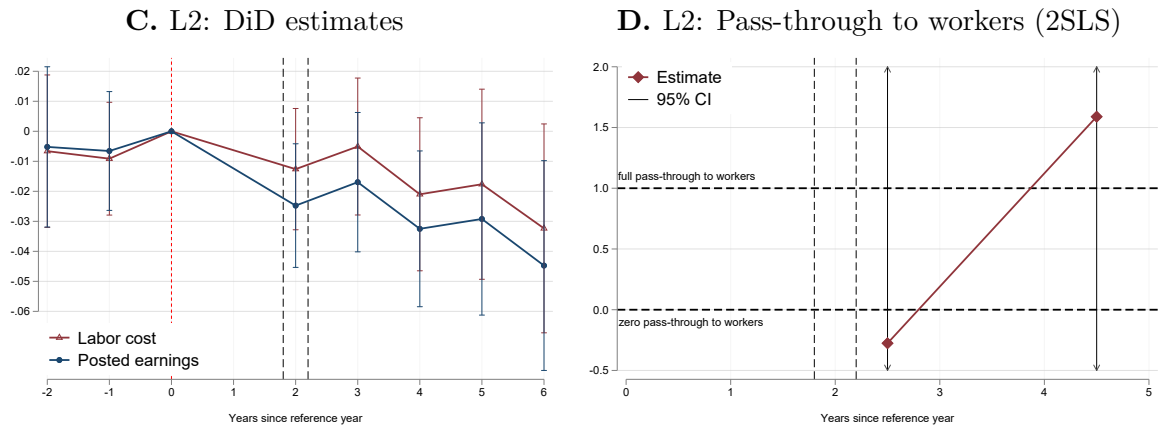 C. L2: DiD estimates
.02
.01
0
-.01
-.02
-.03
-.04
-.05
-.06
Labor cost
Posted earnings
-2 -1 0 1 2 3 4 5 6
Years since reference year
D. L2: Pass-through to workers (2SLS)
2.0
1.5
1.0
0.5
0.0
-0.5
Estimate
95% CI
full pass-through to workers
zero pass-through to workers
0 1 2 3 4 5
Years since reference year